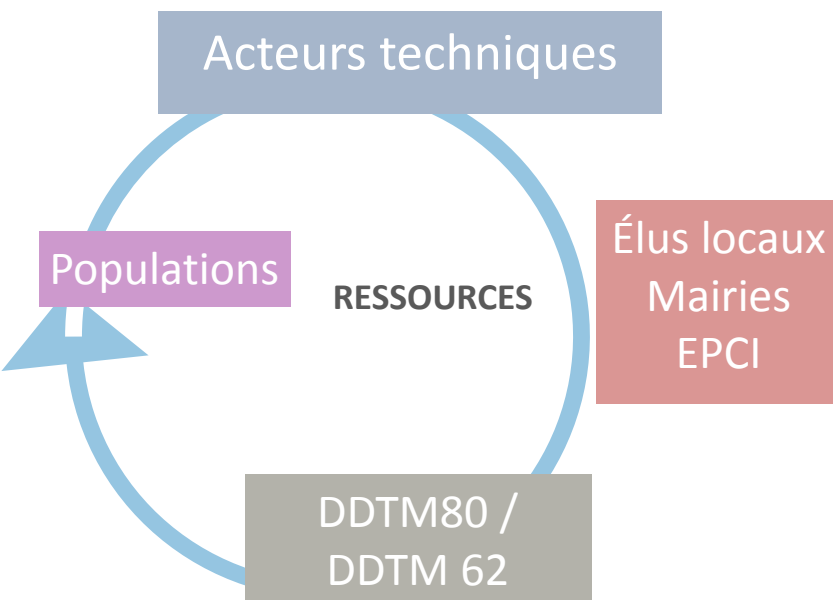 Acteurs techniques
Populations
RESSOURCES
Élus locaux
Mairies
EPCI
DDTM80 /
DDTM 62